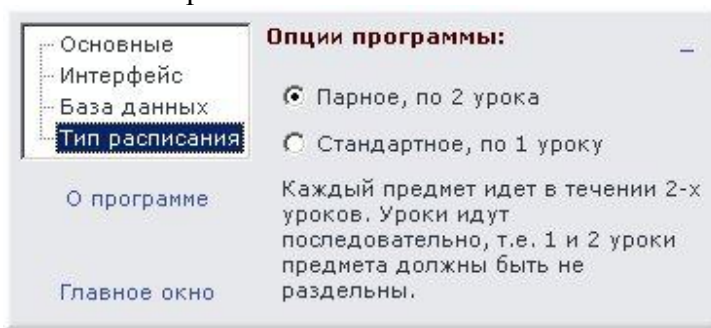 Основные
Интерфейс
База данных
Тип расписания
О программе
Главное окно
Опции программы:
Парное, по 2 урока
Стандартное, по 1 уроку
Каждый предмет идет в течении 2-х
уроков. Уроки идут
последовательно, т.е. 1 и 2 уроки
предмета должны быть не
раздельны.